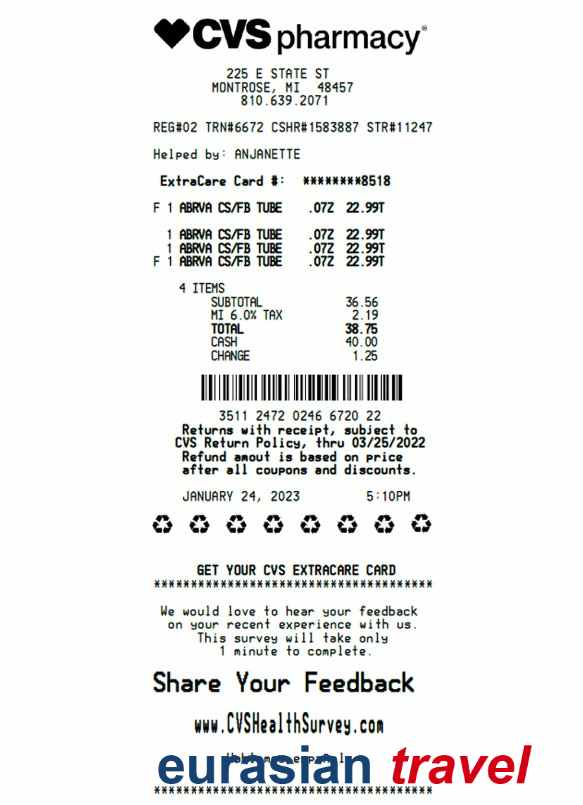 CVS pharmacy®
225 E STATE ST
MONTROSE, MI 48457
810.639.2071
REG#02 TRN#6672 CSHR#1583887 STR#11247
Helped by: ANJANETTE
ExtraCare Card #: ********8518
F 1 ABRVA CS/FB TUBE .07Z 22.99T
1 ABRVA CS/FB TUBE .07Z 22.99T
1 ABRVA CS/FB TUBE .07Z 22.99T
F 1 ABRVA CS/FB TUBE .07Z 22.99T
4 ITEMS
SUBTOTAL 36.56
MI 6.0% TAX 2.19
TOTAL 38.75
CASH 40.00
CHANGE 1.25
3511 2472 0246 6720 22
Returns with receipt, subject to
CVS Return Policy, thru 03/25/2022
Refund amout is based on price
after all coupons and discounts.
JANUARY 24, 2023 5:10PM
GET YOUR CVS EXTRACARE CARD
**************************************
We would love to hear your feedback
on your recent experience with us.
This survey will take only
1 minute to complete.
Share Your Feedback
www.CVSHealthSurvey.com
eurasian travel
**************************************